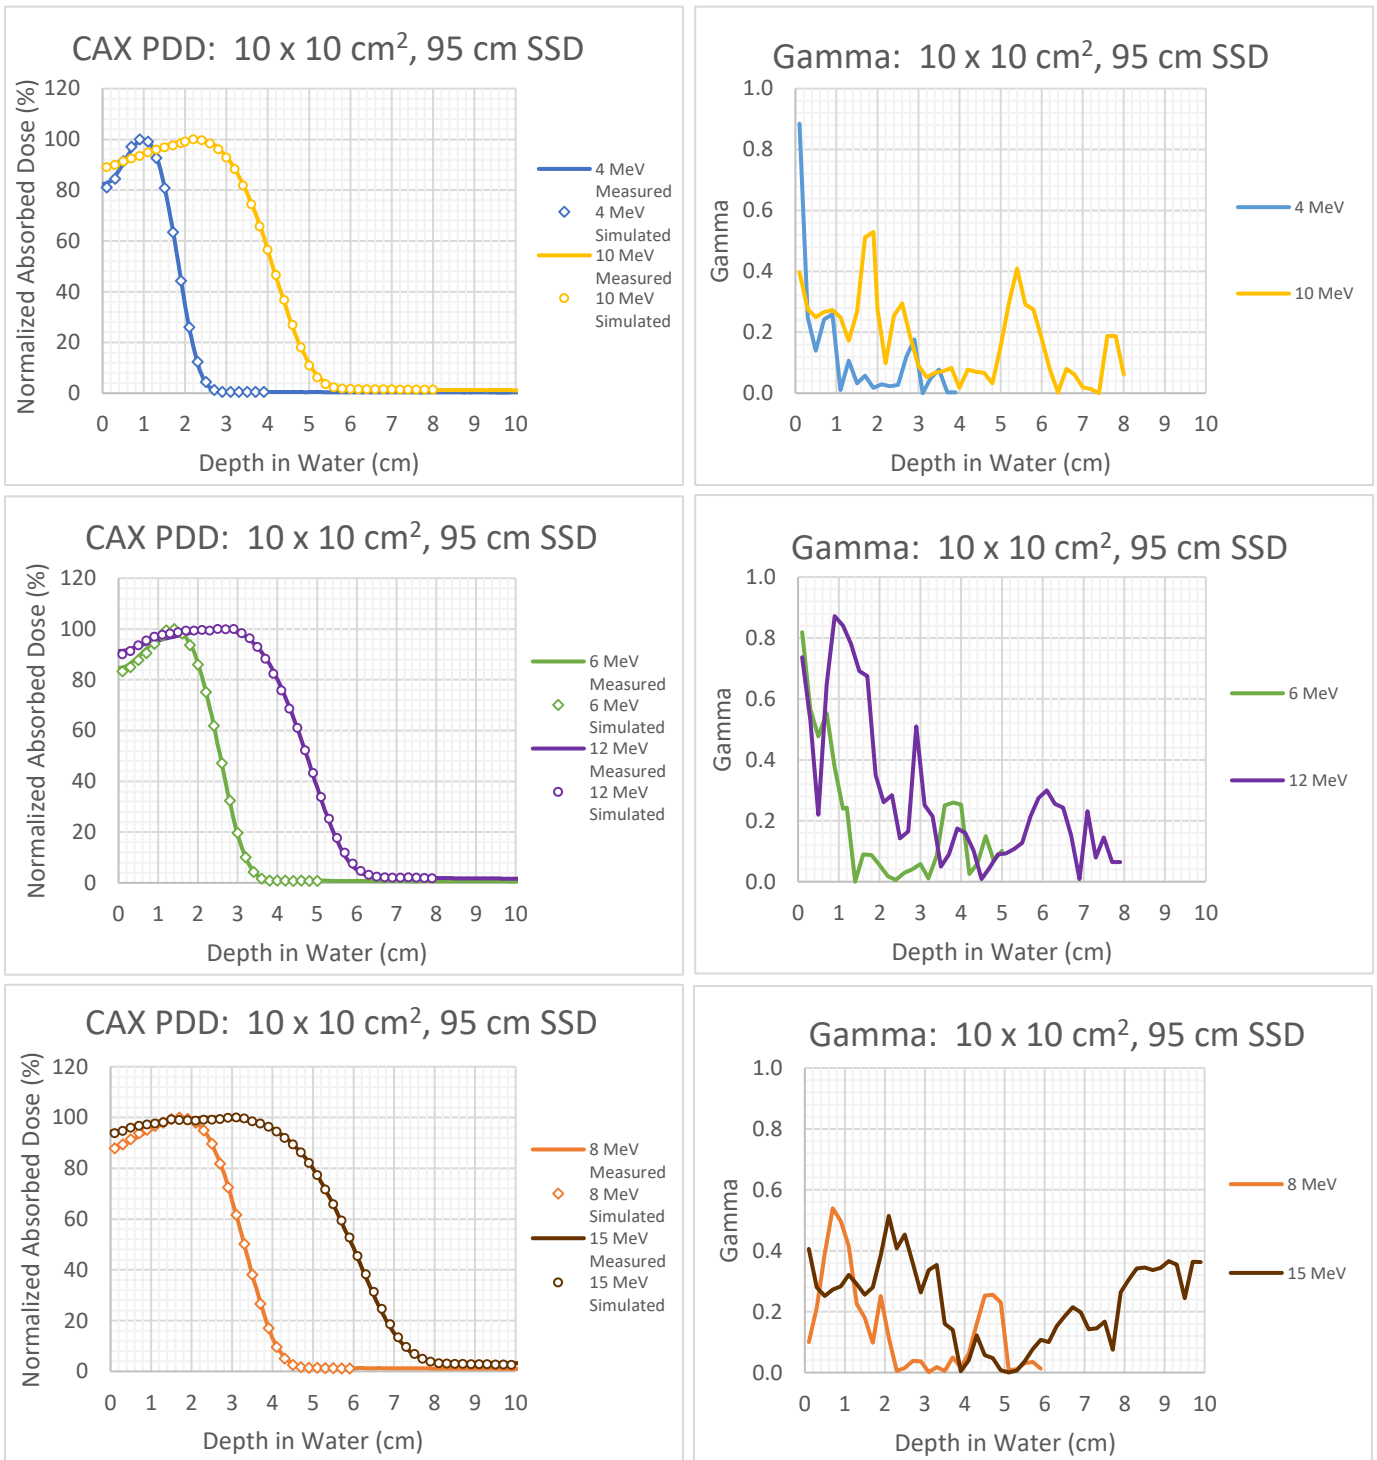 CAX PDD: 10 x 10 cm², 95 cm SSD
Normalized Absorbed Dose (%)
120
100
80
60
40
20
0
0 1 2 3 4 5 6 7 8 9 10
Depth in Water (cm)
4 MeV
Measured
4 MeV
Simulated
10 MeV
Measured
10 MeV
Simulated
Gamma: 10 x 10 cm², 95 cm SSD
Gamma
1.0
0.8
0.6
0.4
0.2
0.0
0 1 2 3 4 5 6 7 8 9 10
Depth in Water (cm)
4 MeV
10 MeV
CAX PDD: 10 x 10 cm², 95 cm SSD
Normalized Absorbed Dose (%)
120
100
80
60
40
20
0
0 1 2 3 4 5 6 7 8 9 10
Depth in Water (cm)
6 MeV
Measured
6 MeV
Simulated
12 MeV
Measured
12 MeV
Simulated
Gamma: 10 x 10 cm², 95 cm SSD
Gamma
1.0
0.8
0.6
0.4
0.2
0.0
0 1 2 3 4 5 6 7 8 9 10
Depth in Water (cm)
6 MeV
12 MeV
CAX PDD: 10 x 10 cm², 95 cm SSD
Normalized Absorbed Dose (%)
120
100
80
60
40
20
0
0 1 2 3 4 5 6 7 8 9 10
Depth in Water (cm)
8 MeV
Measured
8 MeV
Simulated
15 MeV
Measured
15 MeV
Simulated
Gamma: 10 x 10 cm², 95 cm SSD
Gamma
1.0
0.8
0.6
0.4
0.2
0.0
0 1 2 3 4 5 6 7 8 9 10
Depth in Water (cm)
8 MeV
15 MeV